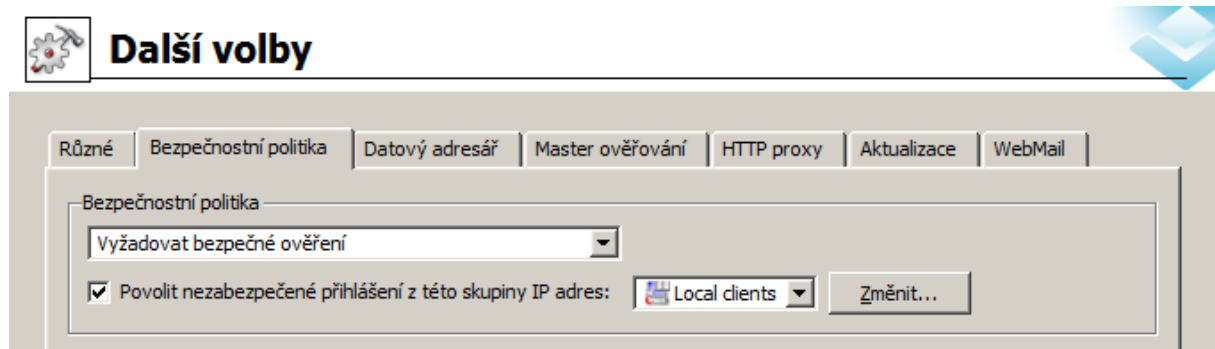 Další volby
Různé Bezpečnostní politika Datový adresář Master ověřování HTTP proxy Aktualizace WebMail
Bezpečnostní politika
Vyžadovat bezpečné ověření
Povolit nezabezpečené přihlášení z této skupiny IP adres: Local clients Změnit...